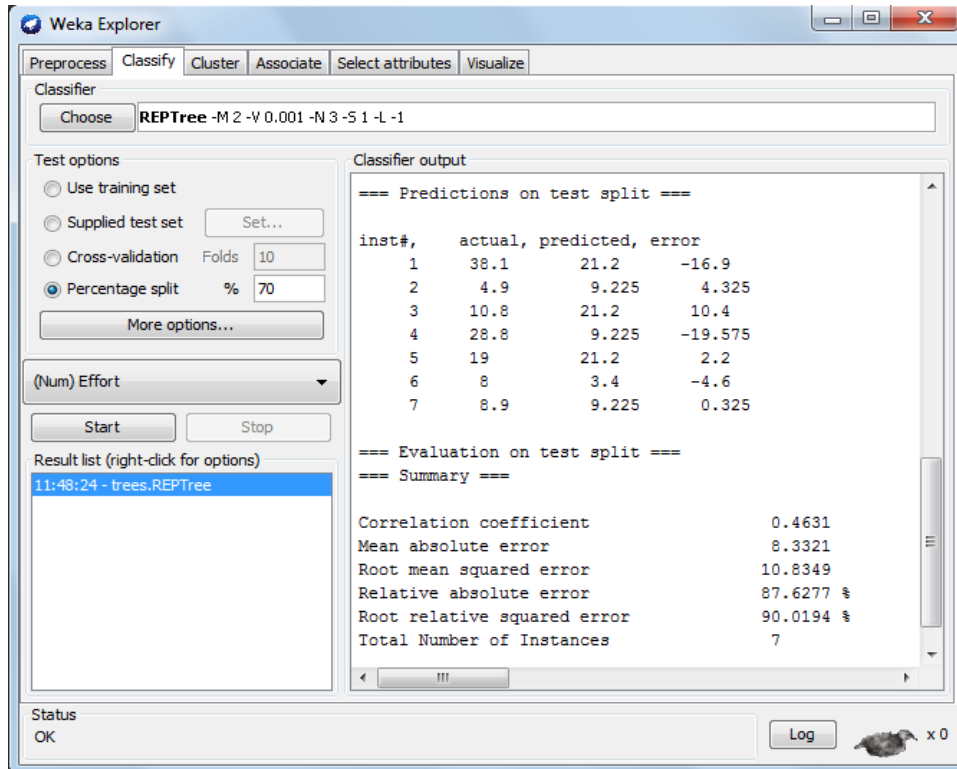 Weka Explorer
Preprocess Classify Cluster Associate Select attributes Visualize
Classifier
Choose REPTree -M 2 -V 0.001 -N 3 -S 1 -L -1
Test options
Use training set
Supplied test set Set...
Cross-validation Folds 10
Percentage split % 70
More options...
(Num) Effort
Start Stop
Result list (right-click for options)
11:48:24 - trees.REPTree
Classifier output
=== Predictions on test split ===
inst#, actual, predicted, error
1 38.1 21.2 -16.9
2 4.9 9.225 4.325
3 10.8 21.2 10.4
4 28.8 9.225 -19.575
5 19 21.2 2.2
6 8 3.4 -4.6
7 8.9 9.225 0.325
=== Evaluation on test split ===
=== Summary ===
Correlation coefficient 0.4631
Mean absolute error 8.3321
Root mean squared error 10.8349
Relative absolute error 87.6277 %
Root relative squared error 90.0194 %
Total Number of Instances 7
Status
OK
Log x 0